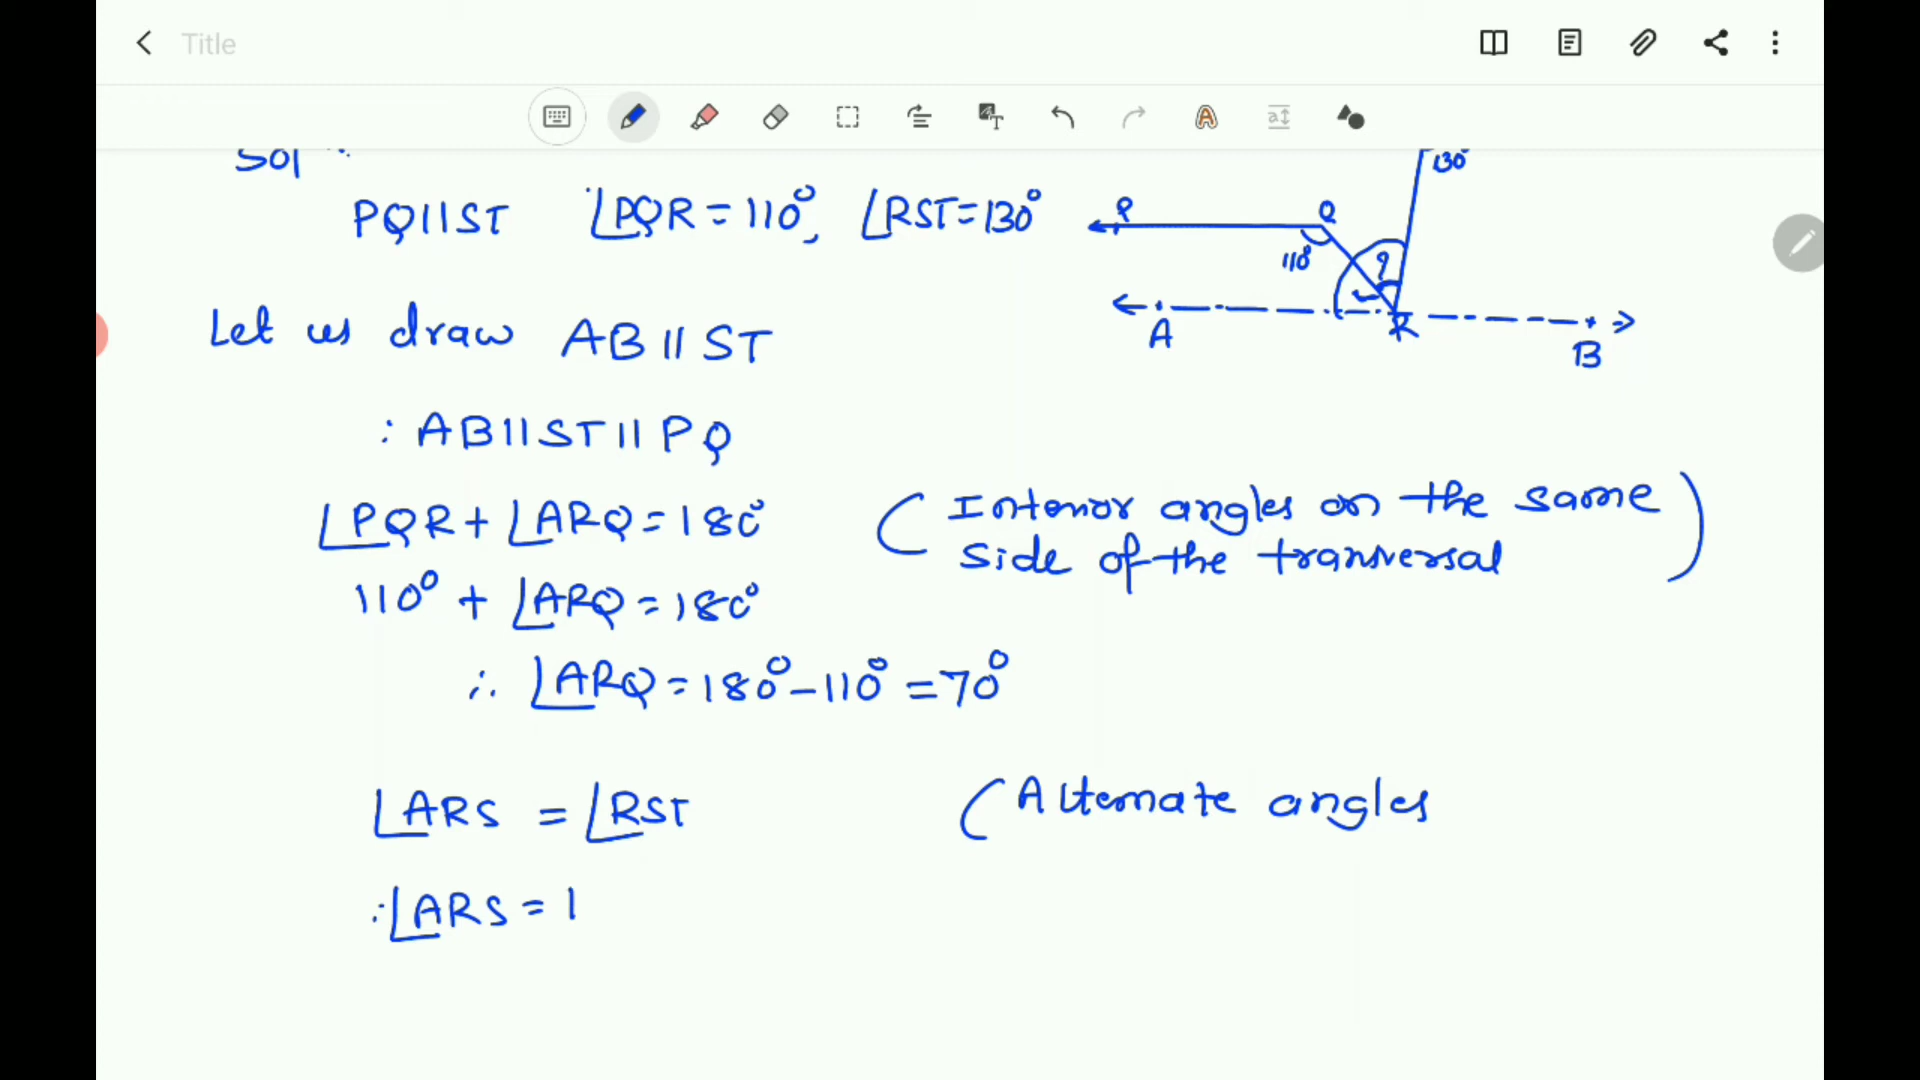 Title
Sol
PQ||ST ∠PQR = 110°, ∠RST = 130°
130°
P Q
110° ?
Let us draw AB || ST
A R B
∴ AB||ST||PQ
∠PQR + ∠ARQ = 180° (Interior angles on the same
side of the transversal)
110° + ∠ARQ = 180°
∴ ∠ARQ = 180° - 110° = 70°
∠ARS = ∠RST (Alternate angles
∴ ∠ARS = 1